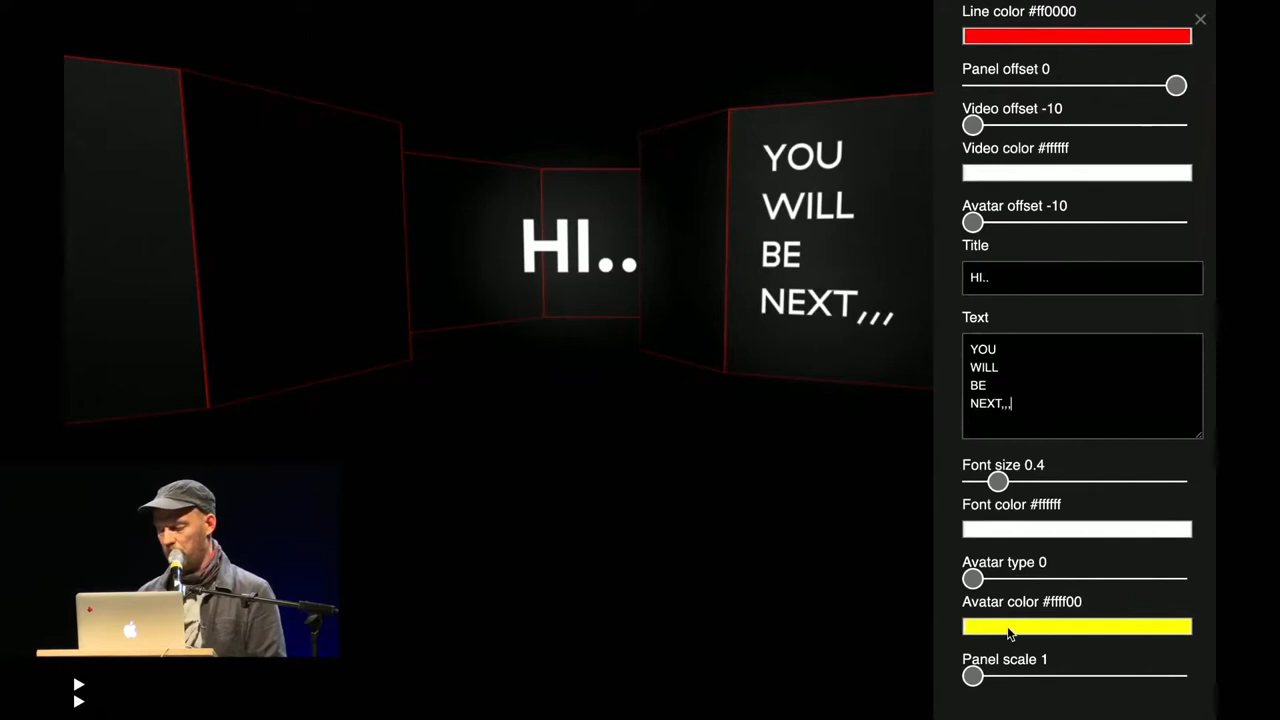 HI..
YOU
WILL
BE
NEXT,,,
Line color #ff0000
Panel offset 0
Video offset -10
Video color #ffffff
Avatar offset -10
Title
HI..
Text
YOU
WILL
BE
NEXT,,,
Font size 0.4
Font color #ffffff
Avatar type 0
Avatar color #ffff00
Panel scale 1